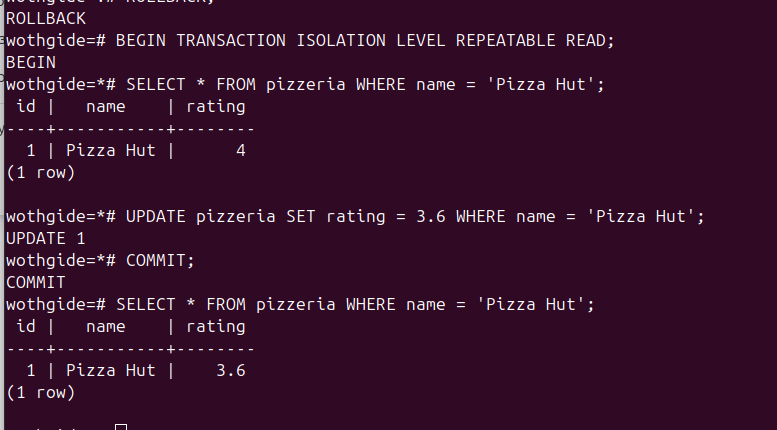 ROLLBACK
wothgide=# BEGIN TRANSACTION ISOLATION LEVEL REPEATABLE READ;
BEGIN
wothgide=*# SELECT * FROM pizzeria WHERE name = 'Pizza Hut';
 id |   name    | rating
----+-----------+--------
  1 | Pizza Hut |      4
(1 row)

wothgide=*# UPDATE pizzeria SET rating = 3.6 WHERE name = 'Pizza Hut';
UPDATE 1
wothgide=*# COMMIT;
COMMIT
wothgide=# SELECT * FROM pizzeria WHERE name = 'Pizza Hut';
 id |   name    | rating
----+-----------+--------
  1 | Pizza Hut |    3.6
(1 row)